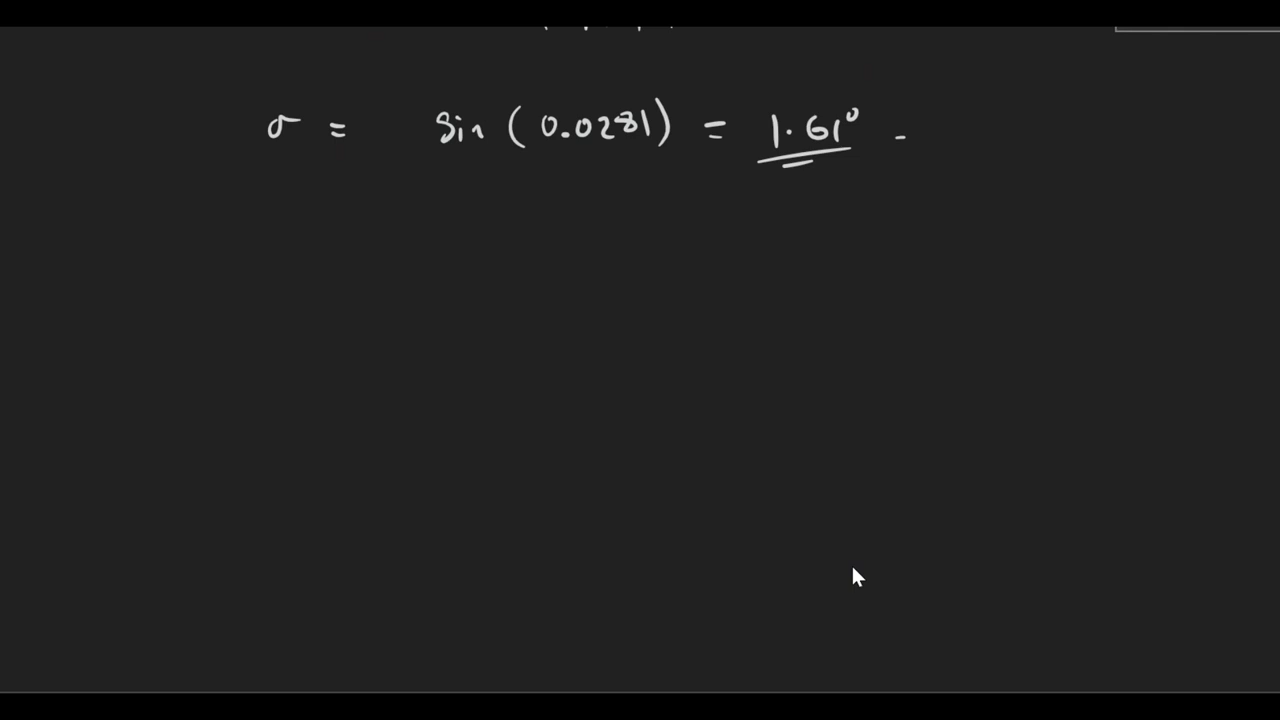 σ = sin (0.0281) = 1.61° -